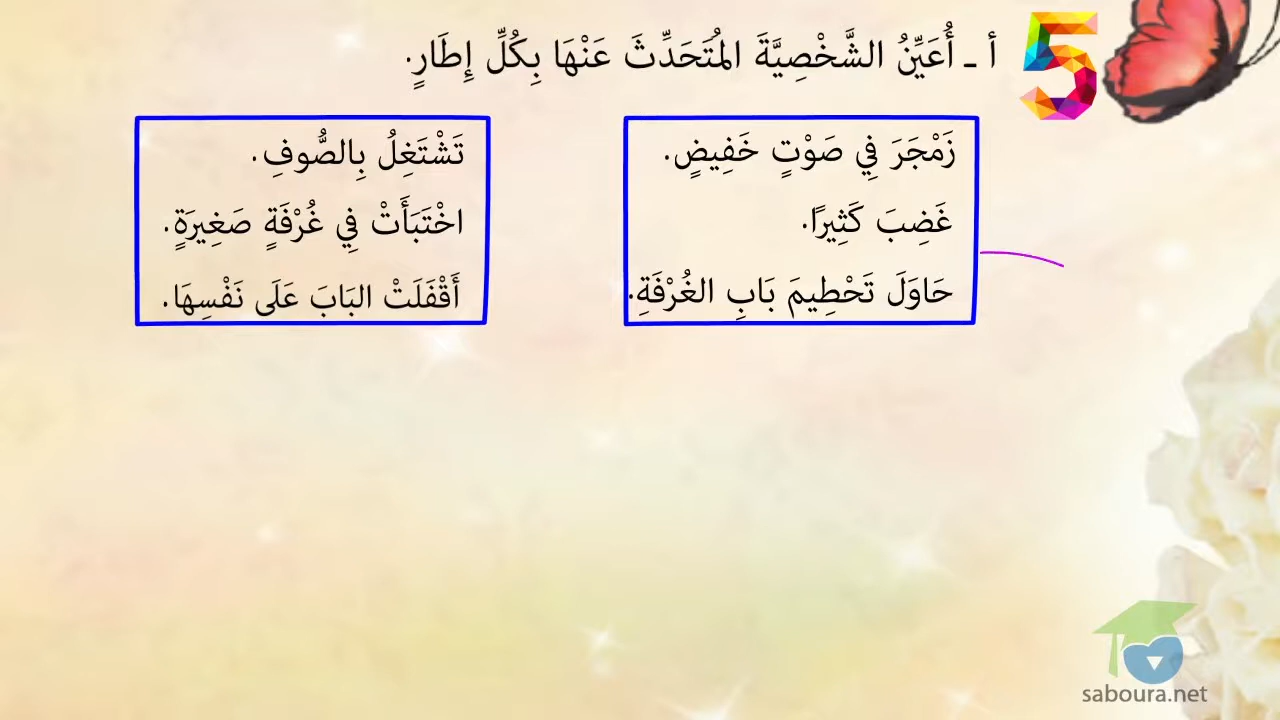 5
أ ـ أُعَيِّنُ الشَّخْصِيَّةَ المُتَحَدِّثَ عَنْهَا بِكُلِّ إِطَارٍ.
زَمْجَرَ فِي صَوْتٍ خَفِيضٍ.
غَضِبَ كَثِيرًا.
حَاوَلَ تَحْطِيمَ بَابِ الغُرْفَةِ.
تَشْتَغِلُ بِالصُّوفِ.
اخْتَبَأَتْ فِي غُرْفَةٍ صَغِيرَةٍ.
أَقْفَلَتْ البَابَ عَلَى نَفْسِهَا.
saboura.net